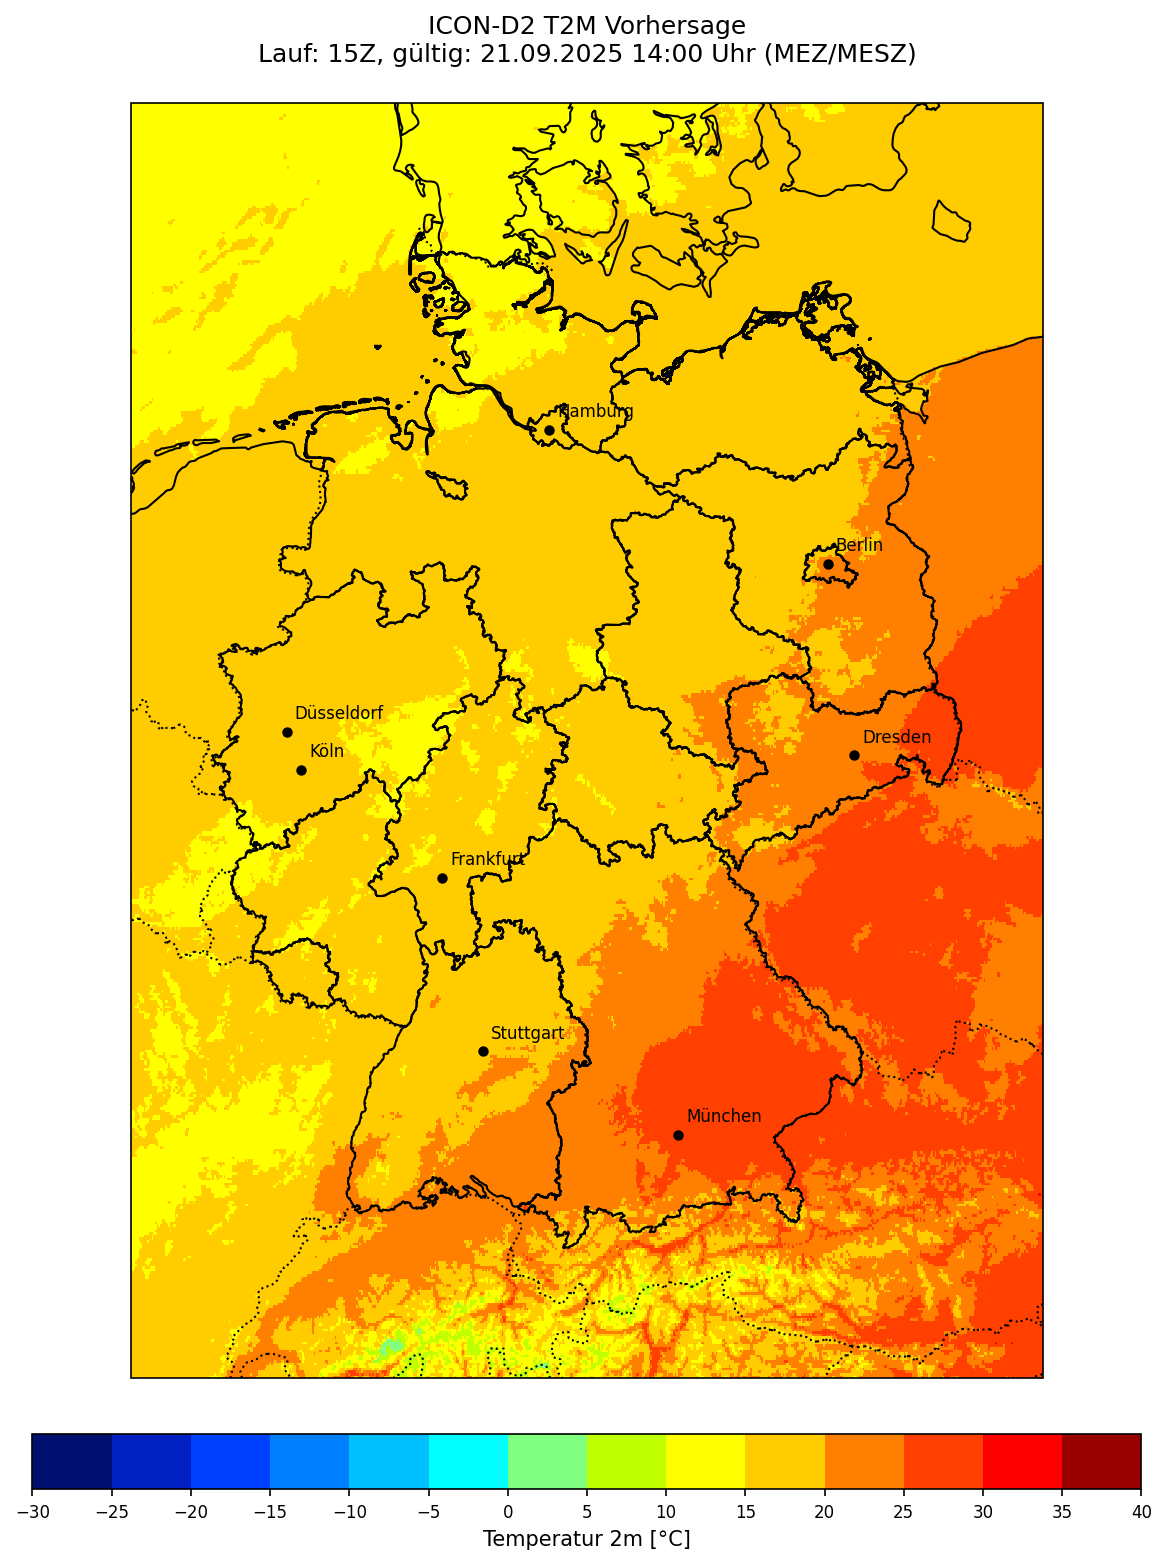 ICON-D2 T2M Vorhersage
Lauf: 15Z, gültig: 21.09.2025 14:00 Uhr (MEZ/MESZ)
Hamburg
Berlin
Düsseldorf
Dresden
Köln
Frankfurt
Stuttgart
München
−30 −25 −20 −15 −10 −5 0 5 10 15 20 25 30 35 40
Temperatur 2m [°C]